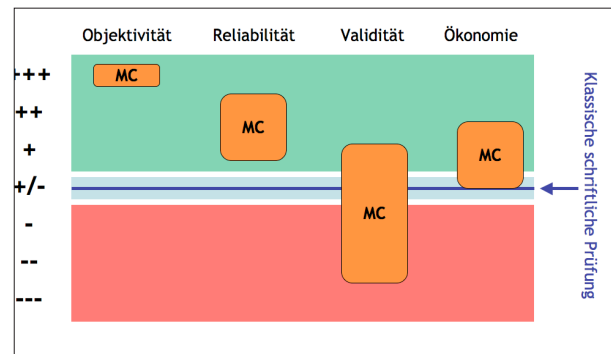 Objektivität Reliabilität Validität Ökonomie
+++
MC
++
MC
+
MC
+/-
MC
-
--
---
Klassische schriftliche Prüfung